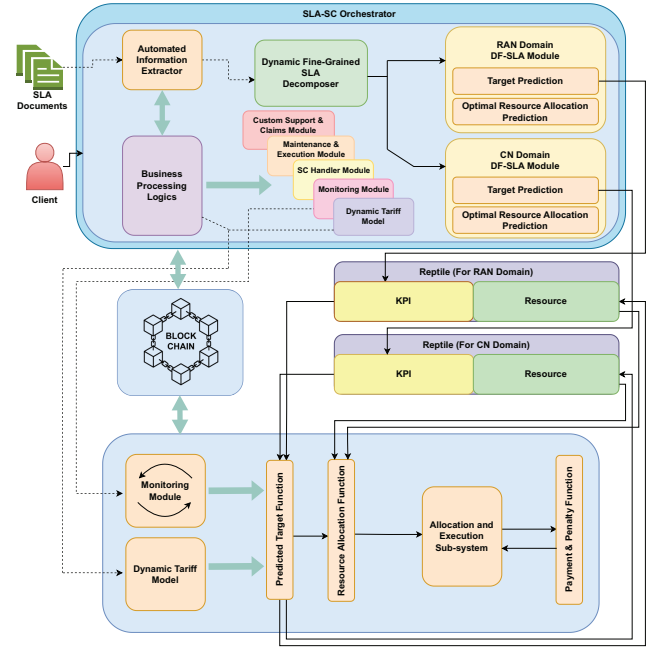 SLA-SC Orchestrator
SLA
Documents
Client
Automated
Information
Extractor
Dynamic Fine-Grained
SLA
Decomposer
RAN Domain
DF-SLA Module
Target Prediction
Optimal Resource Allocation
Prediction
CN Domain
DF-SLA Module
Target Prediction
Optimal Resource Allocation
Prediction
Business
Processing
Logics
Custom Support &
Claims Module
Maintenance &
Execution Module
SC Handler Module
Monitoring Module
Dynamic Tariff
Model
Reptile (For RAN Domain)
KPI
Resource
Reptile (For CN Domain)
KPI
Resource
BLOCK
CHAIN
Monitoring
Module
Dynamic Tariff
Model
Predicted Target Function
Resource Allocation Function
Allocation and
Execution
Sub-system
Payment & Penalty Function